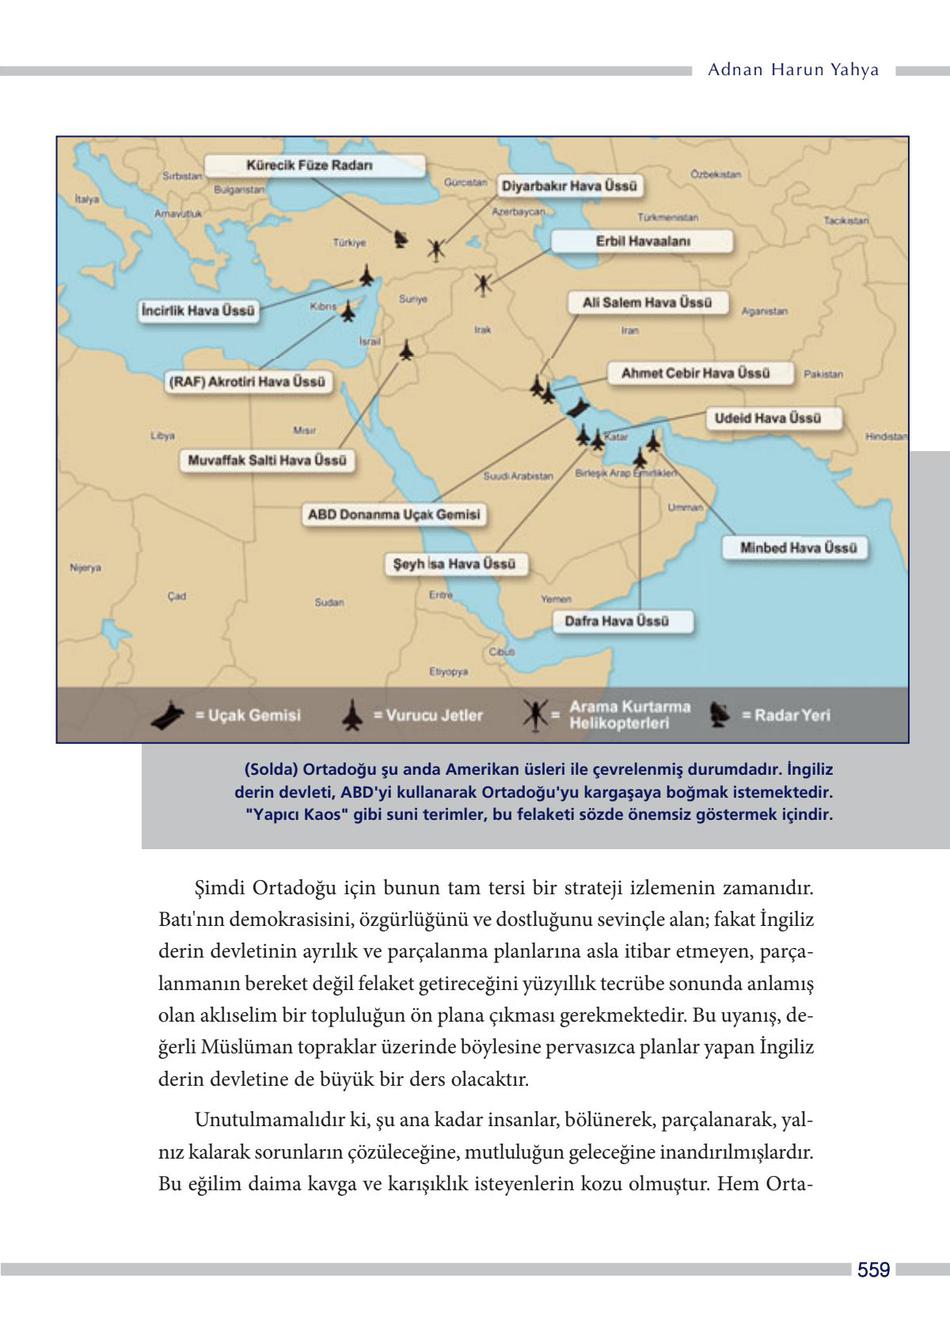 Adnan Harun Yahya
Kürecik Füze Radarı
Sırbistan
Bulgaristan
İtalya
Arnavutluk
Gürcistan
Diyarbakır Hava Üssü
Özbekistan
Azerbaycan
Türkmenistan
Tacikistan
Türkiye
Erbil Havaalanı
İncirlik Hava Üssü
Kıbrıs
Suriye
Ali Salem Hava Üssü
Aganistan
İsrail
Irak
Iran
(RAF) Akrotiri Hava Üssü
Ahmet Cebir Hava Üssü
Pakistan
Udeid Hava Üssü
Libya
Mısır
Katar
Hindistan
Muvaffak Salti Hava Üssü
Suudi Arabistan
Birleşik Arap Emirlikleri
ABD Donanma Uçak Gemisi
Umman
Minbed Hava Üssü
Şeyh İsa Hava Üssü
Nijerya
Çad
Sudan
Eritre
Yemen
Dafra Hava Üssü
Cibuti
Etiyopya
= Uçak Gemisi
= Vurucu Jetler
= Arama Kurtarma
Helikopterleri
= Radar Yeri
(Solda) Ortadoğu şu anda Amerikan üsleri ile çevrelenmiş durumdadır. İngiliz
derin devleti, ABD'yi kullanarak Ortadoğu'yu kargaşaya boğmak istemektedir.
"Yapıcı Kaos" gibi suni terimler, bu felaketi sözde önemsiz göstermek içindir.
Şimdi Ortadoğu için bunun tam tersi bir strateji izlemenin zamanıdır.
Batı'nın demokrasisini, özgürlüğünü ve dostluğunu sevinçle alan; fakat İngiliz
derin devletinin ayrılık ve parçalanma planlarına asla itibar etmeyen, parça-
lanmanın bereket değil felaket getireceğini yüzyıllık tecrübe sonunda anlamış
olan aklıselim bir topluluğun ön plana çıkması gerekmektedir. Bu uyanış, de-
ğerli Müslüman topraklar üzerinde böylesine pervasızca planlar yapan İngiliz
derin devletine de büyük bir ders olacaktır.
Unutulmamalıdır ki, şu ana kadar insanlar, bölünerek, parçalanarak, yal-
nız kalarak sorunların çözüleceğine, mutluluğun geleceğine inandırılmışlardır.
Bu eğilim daima kavga ve karışıklık isteyenlerin kozu olmuştur. Hem Orta-
559